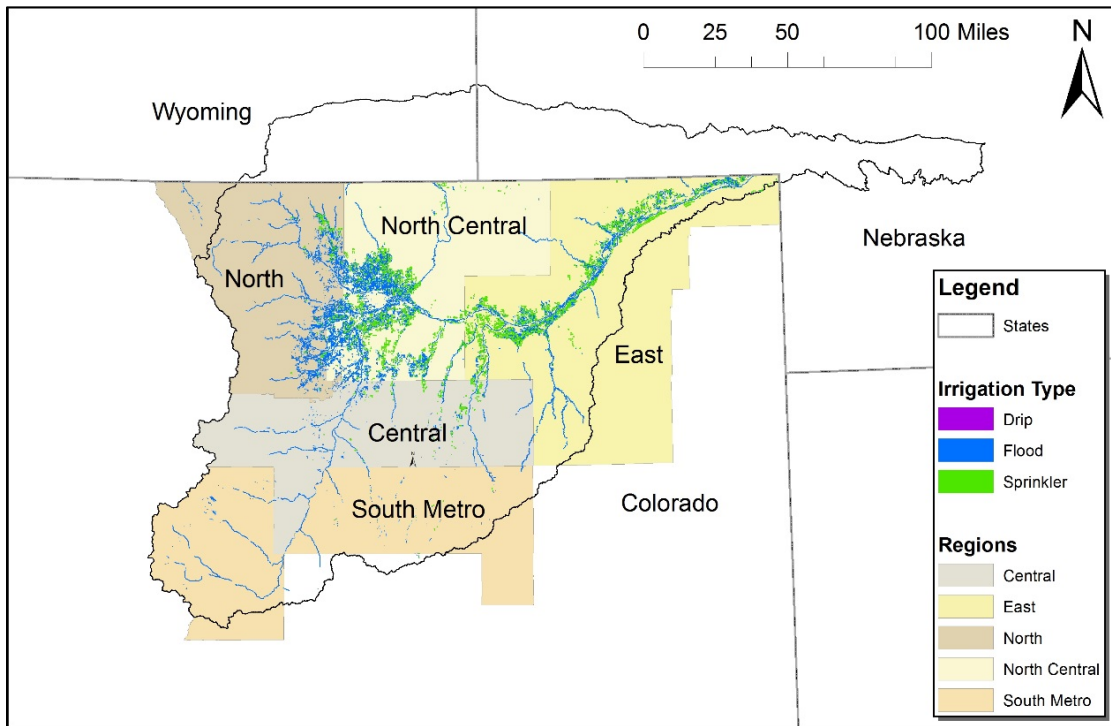 0 25 50 100 Miles
N
Wyoming
North Central
North
Nebraska
East
Central
N
South Metro
Colorado
Legend
States
Irrigation Type
Drip
Flood
Sprinkler
Regions
Central
East
North
North Central
South Metro